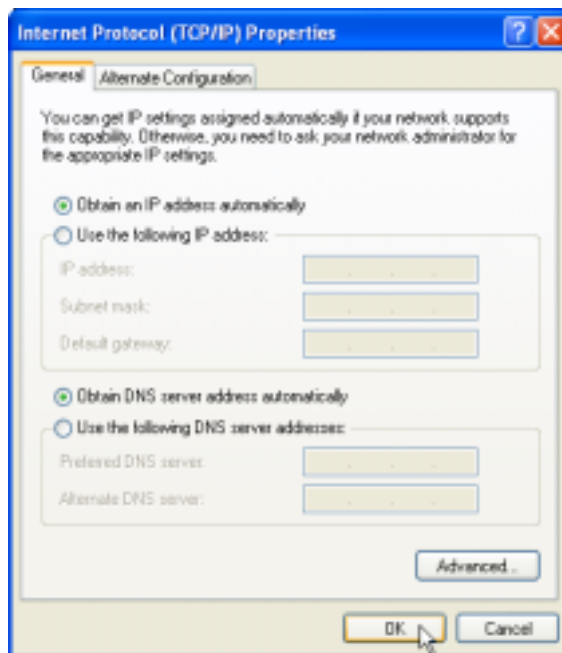 Internet Protocol (TCP/IP) Properties
General
Alternate Configuration
You can get IP settings assigned automatically if your network supports
this capability. Otherwise, you need to ask your network administrator for
the appropriate IP settings.
Obtain an IP address automatically
Use the following IP address:
IP address:
Subnet mask:
Default gateway:
Obtain DNS server address automatically
Use the following DNS server addresses:
Preferred DNS server:
Alternate DNS server:
Advanced...
OK
Cancel